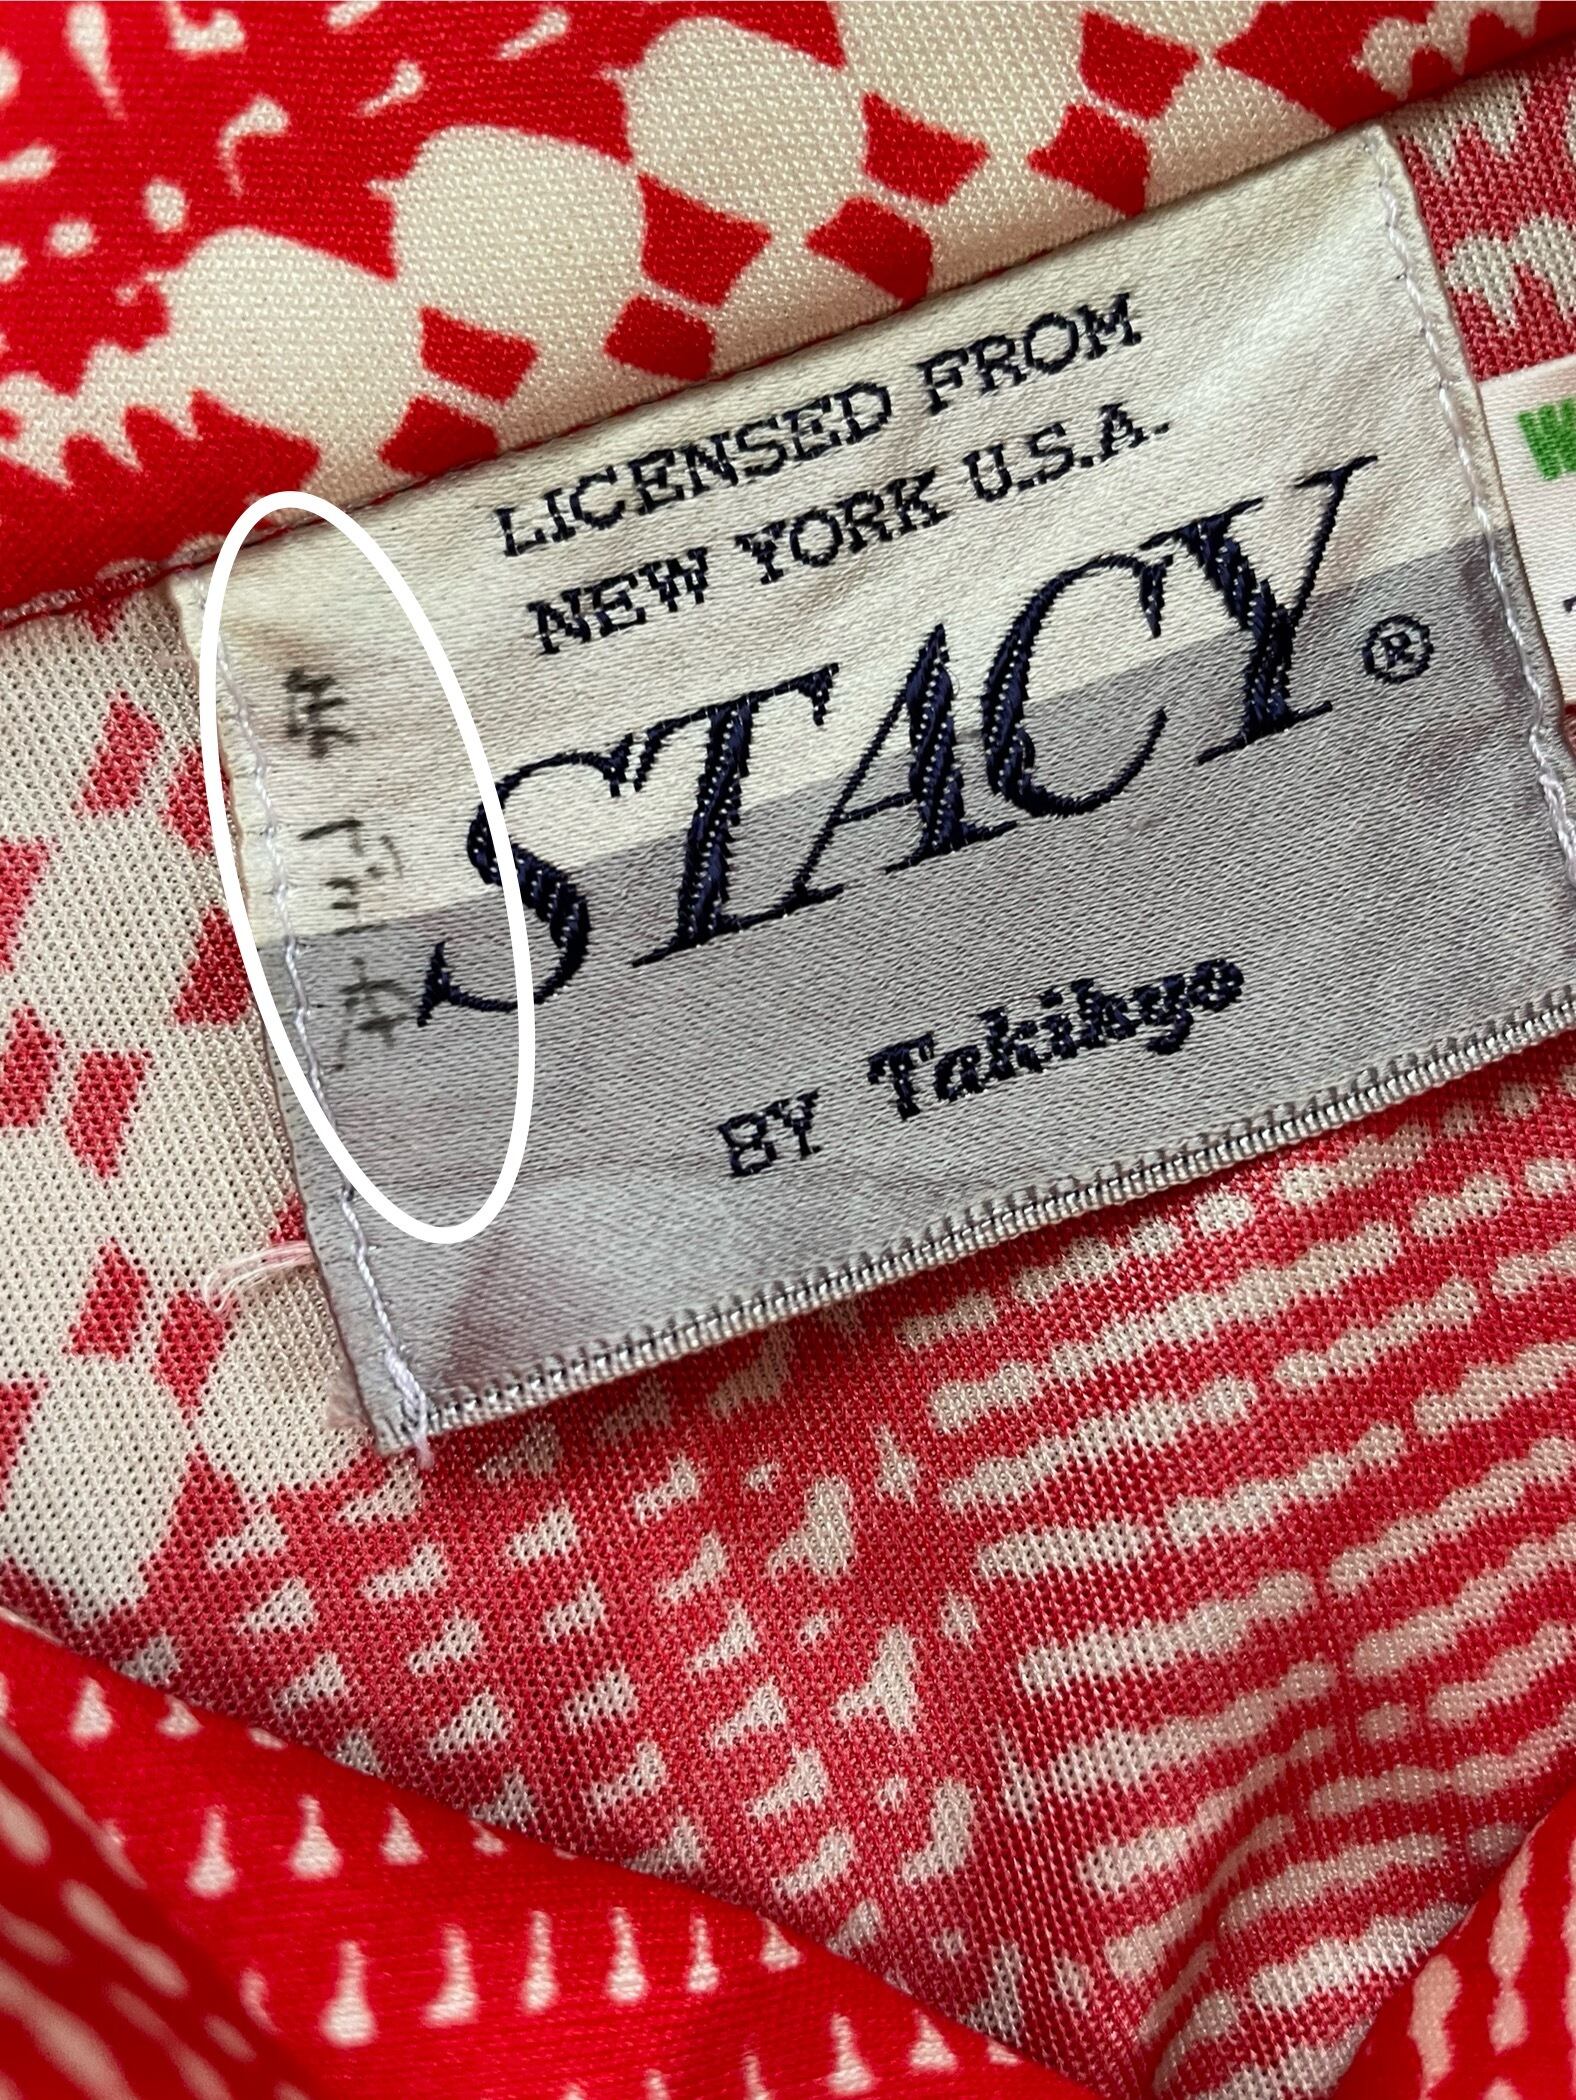 LICENSED FROM
NEW YORK U.S.A.
STACY®
BY Takihyo
W